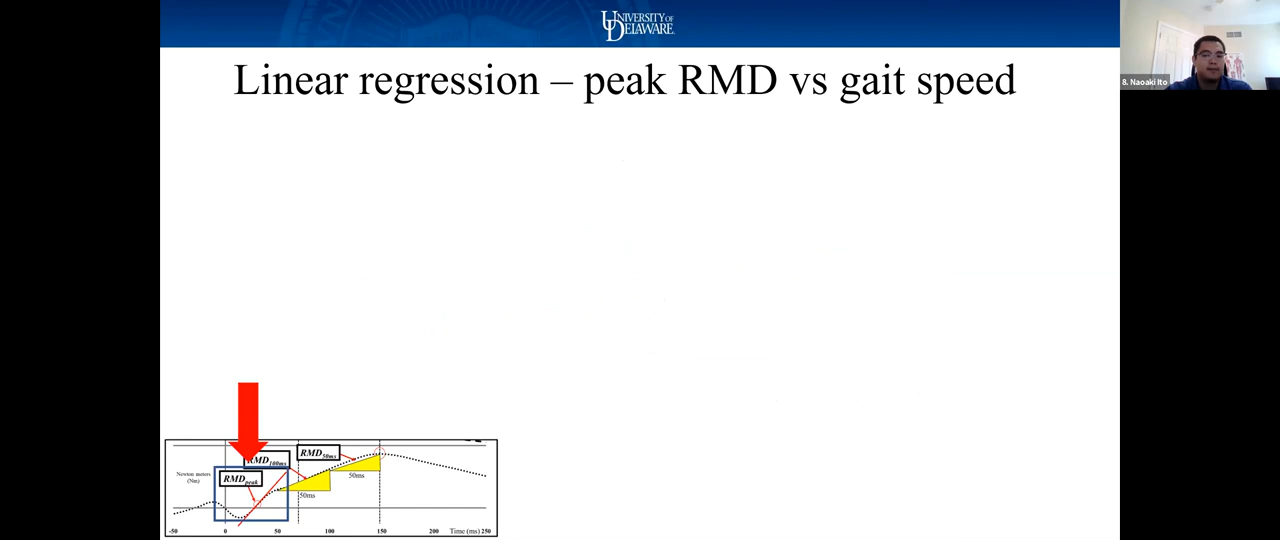 UNIVERSITY OF
DELAWARE.
Linear regression – peak RMD vs gait speed
8. Naoaki Ito
RMD50ms
RMD100ms
Newton meters
(Nm)
RMDpeak
50ms
50ms
-50 0 50 100 150 200 Time (ms) 250